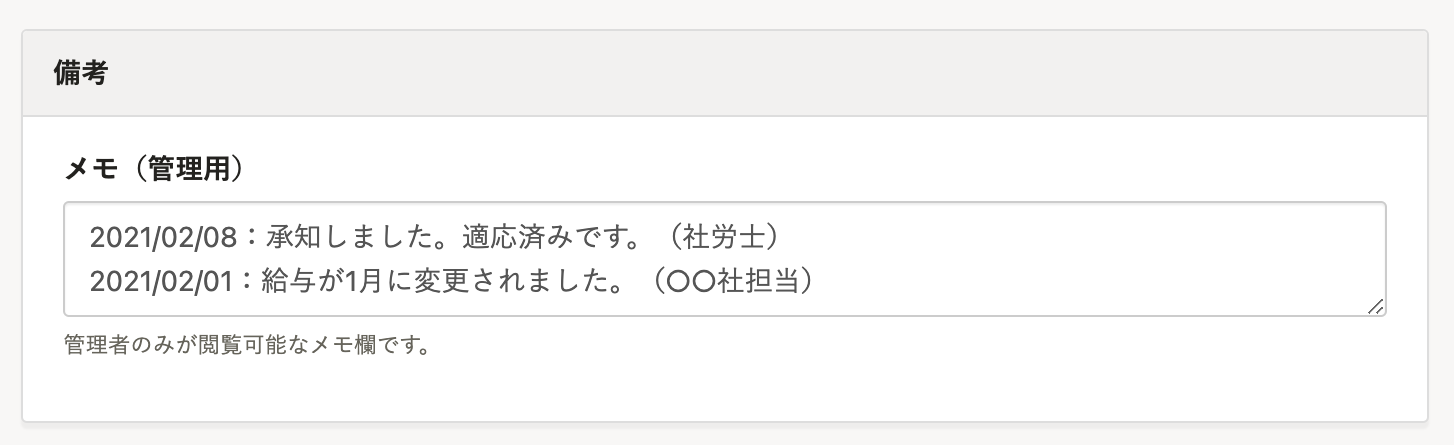 備考
メモ（管理用）
2021/02/08：承知しました。適応済みです。（社労士）
2021/02/01：給与が1月に変更されました。（〇〇社担当）
管理者のみが閲覧可能なメモ欄です。